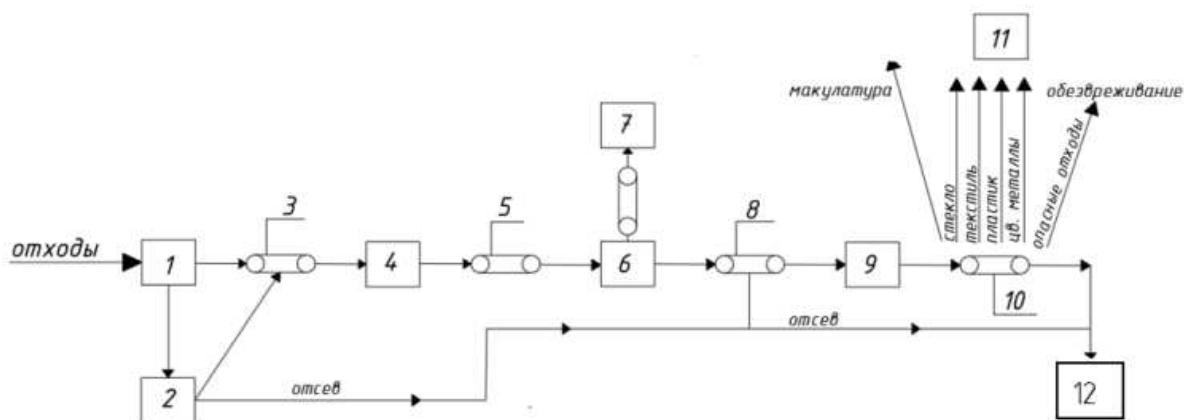 11
макулатура
обезвреживание
7
стекло
текстиль
пластик
цв. металлы
опасные отходы
3
5
8
отходы
1
4
6
9
10
отсев
2
отсев
12